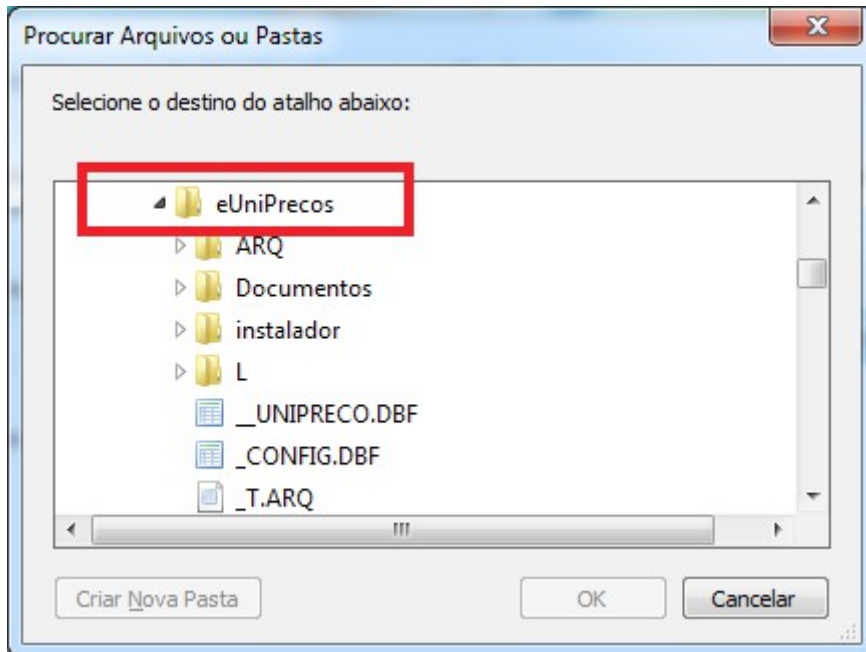 Procurar Arquivos ou Pastas
Selecione o destino do atalho abaixo:
eUniPrecos
ARQ
Documentos
instalador
L
__UNIPRECO.DBF
_CONFIG.DBF
_T.ARQ
Criar Nova Pasta OK Cancelar